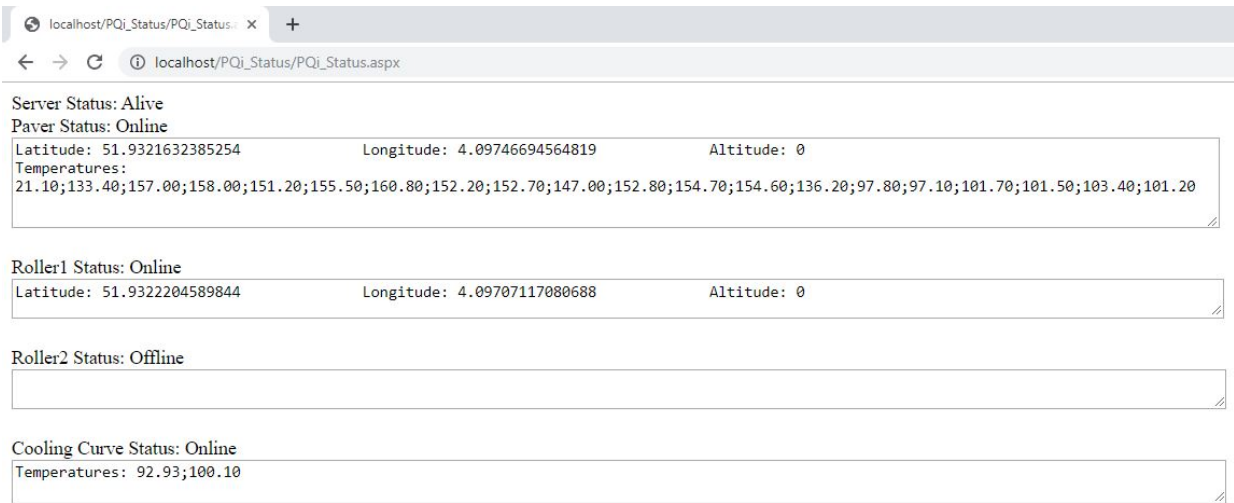 localhost/PQi_Status/PQi_Status.
localhost/PQi_Status/PQi_Status.aspx
Server Status: Alive
Paver Status: Online
Latitude: 51.9321632385254 Longitude: 4.09746694564819 Altitude: 0
Temperatures:
21.10;133.40;157.00;158.00;151.20;155.50;160.80;152.20;152.70;147.00;152.80;154.70;154.60;136.20;97.80;97.10;101.70;101.50;103.40;101.20
Roller1 Status: Online
Latitude: 51.9322204589844 Longitude: 4.09707117080688 Altitude: 0
Roller2 Status: Offline
Cooling Curve Status: Online
Temperatures: 92.93;100.10